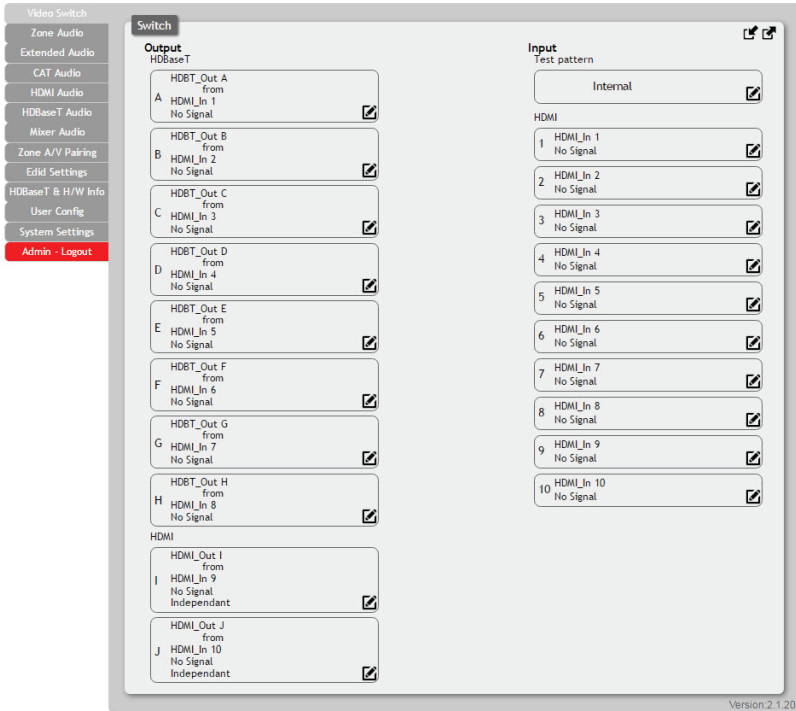 Video Switch
Zone Audio
Extended Audio
CAT Audio
HDMI Audio
HDBaseT Audio
Mixer Audio
Zone A/V Pairing
Edid Settings
HDBaseT & H/W Info
User Config
System Settings
Admin - Logout
Switch
Output
HDBaseT
A
HDBT_Out A
from
HDMI_In 1
No Signal
B
HDBT_Out B
from
HDMI_In 2
No Signal
C
HDBT_Out C
from
HDMI_In 3
No Signal
D
HDBT_Out D
from
HDMI_In 4
No Signal
E
HDBT_Out E
from
HDMI_In 5
No Signal
F
HDBT_Out F
from
HDMI_In 6
No Signal
G
HDBT_Out G
from
HDMI_In 7
No Signal
H
HDBT_Out H
from
HDMI_In 8
No Signal
HDMI
I
HDMI_Out I
from
HDMI_In 9
No Signal
Independant
J
HDMI_Out J
from
HDMI_In 10
No Signal
Independant
Input
Test pattern
Internal
HDMI
1
HDMI_In 1
No Signal
2
HDMI_In 2
No Signal
3
HDMI_In 3
No Signal
4
HDMI_In 4
No Signal
5
HDMI_In 5
No Signal
6
HDMI_In 6
No Signal
7
HDMI_In 7
No Signal
8
HDMI_In 8
No Signal
9
HDMI_In 9
No Signal
10
HDMI_In 10
No Signal
Version:2.1.20